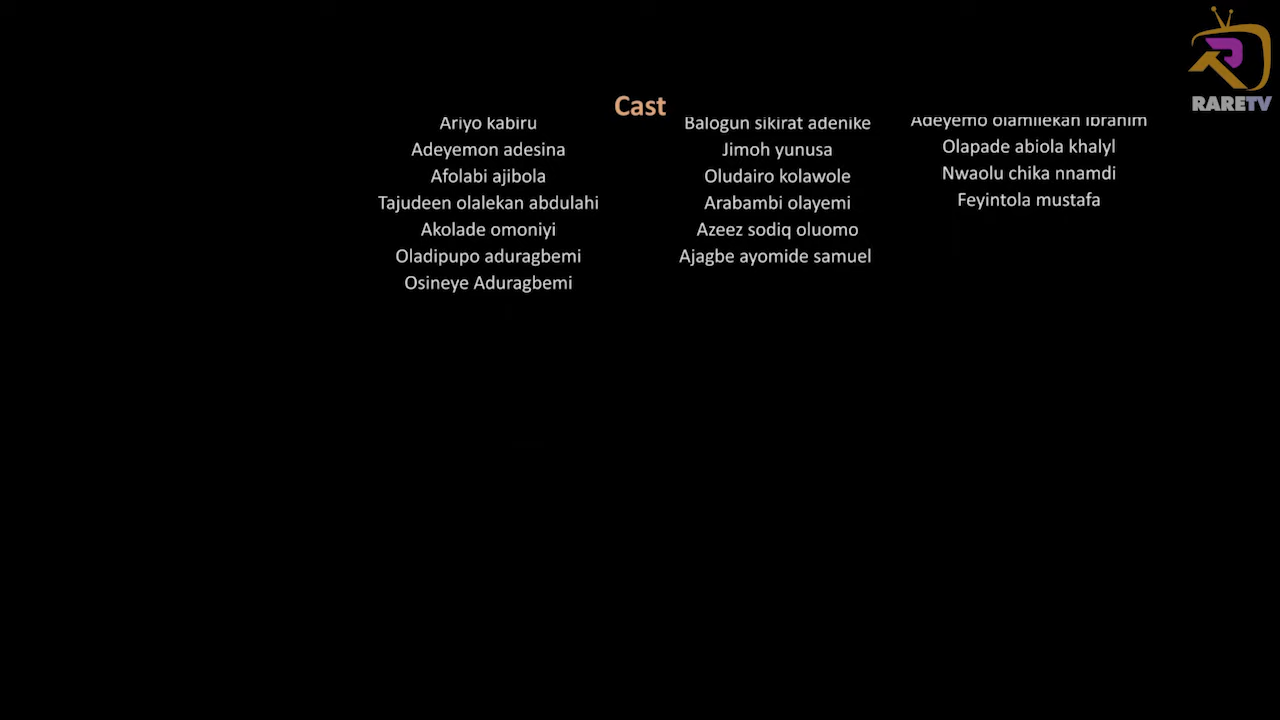 Cast
Ariyo kabiru
Adeyemon adesina
Afolabi ajibola
Tajudeen olalekan abdulahi
Akolade omoniyi
Oladipupo aduragbemi
Osineye Aduragbemi
Balogun sikirat adenike
Jimoh yunusa
Oludairo kolawole
Arabambi olayemi
Azeez sodiq oluomo
Ajagbe ayomide samuel
Adeyemo olamilekan ibrahim
Olapade abiola khalyl
Nwaolu chika nnamdi
Feyintola mustafa
RARETV